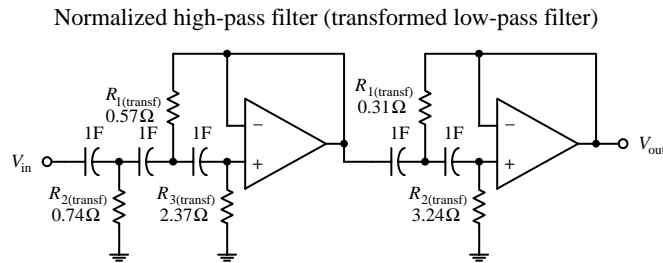 Normalized high-pass filter (transformed low-pass filter)
R1(transf)
0.57Ω
R1(transf)
0.31Ω
1F
1F
1F
1F
1F
−
−
+
+
Vin
Vout
R2(transf)
0.74Ω
R3(transf)
2.37Ω
R2(transf)
3.24Ω